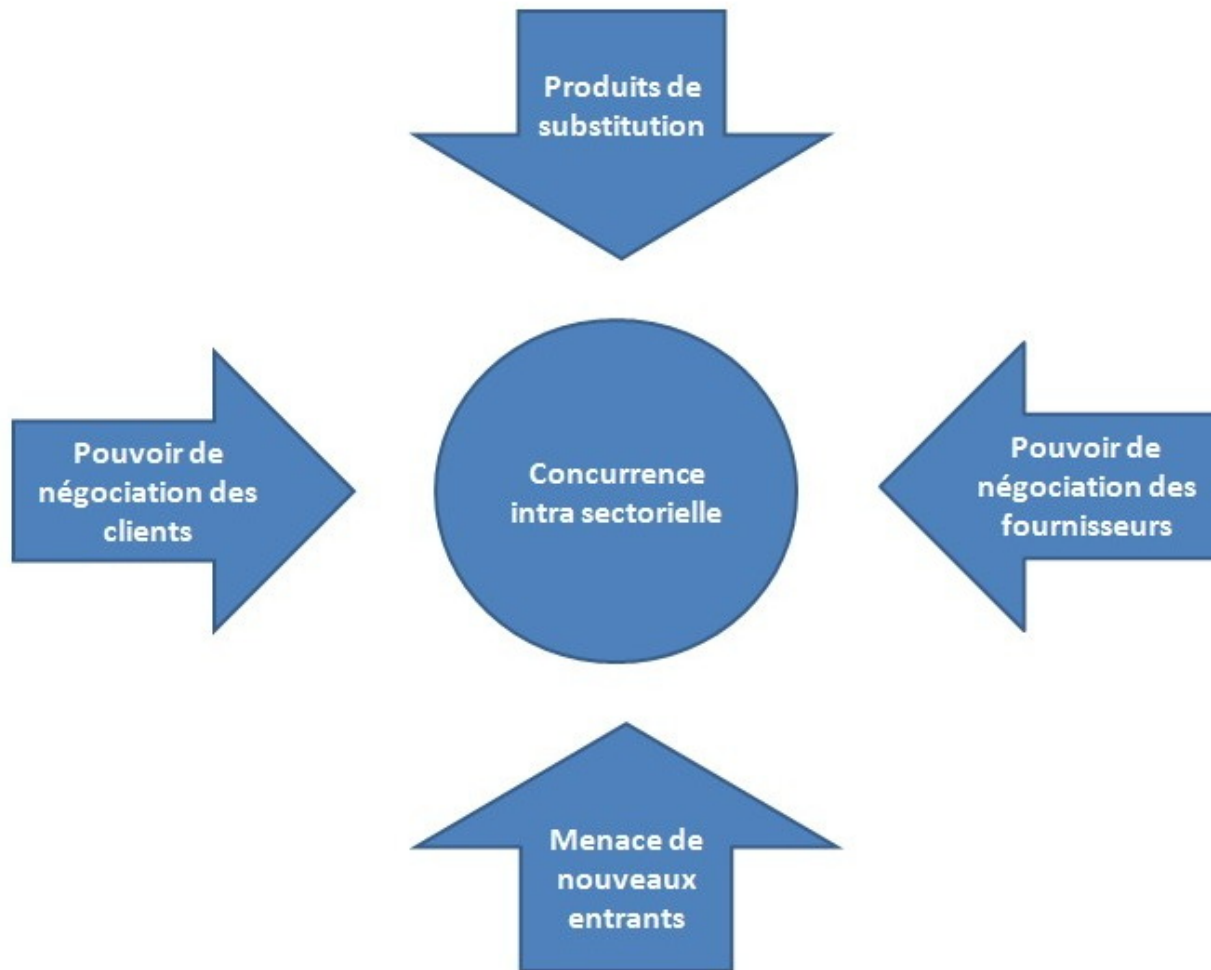 Produits de
substitution
Pouvoir de
négociation des
clients
Concurrence
intra sectorielle
Pouvoir de
négociation des
fournisseurs
Menace de
nouveaux
entrants